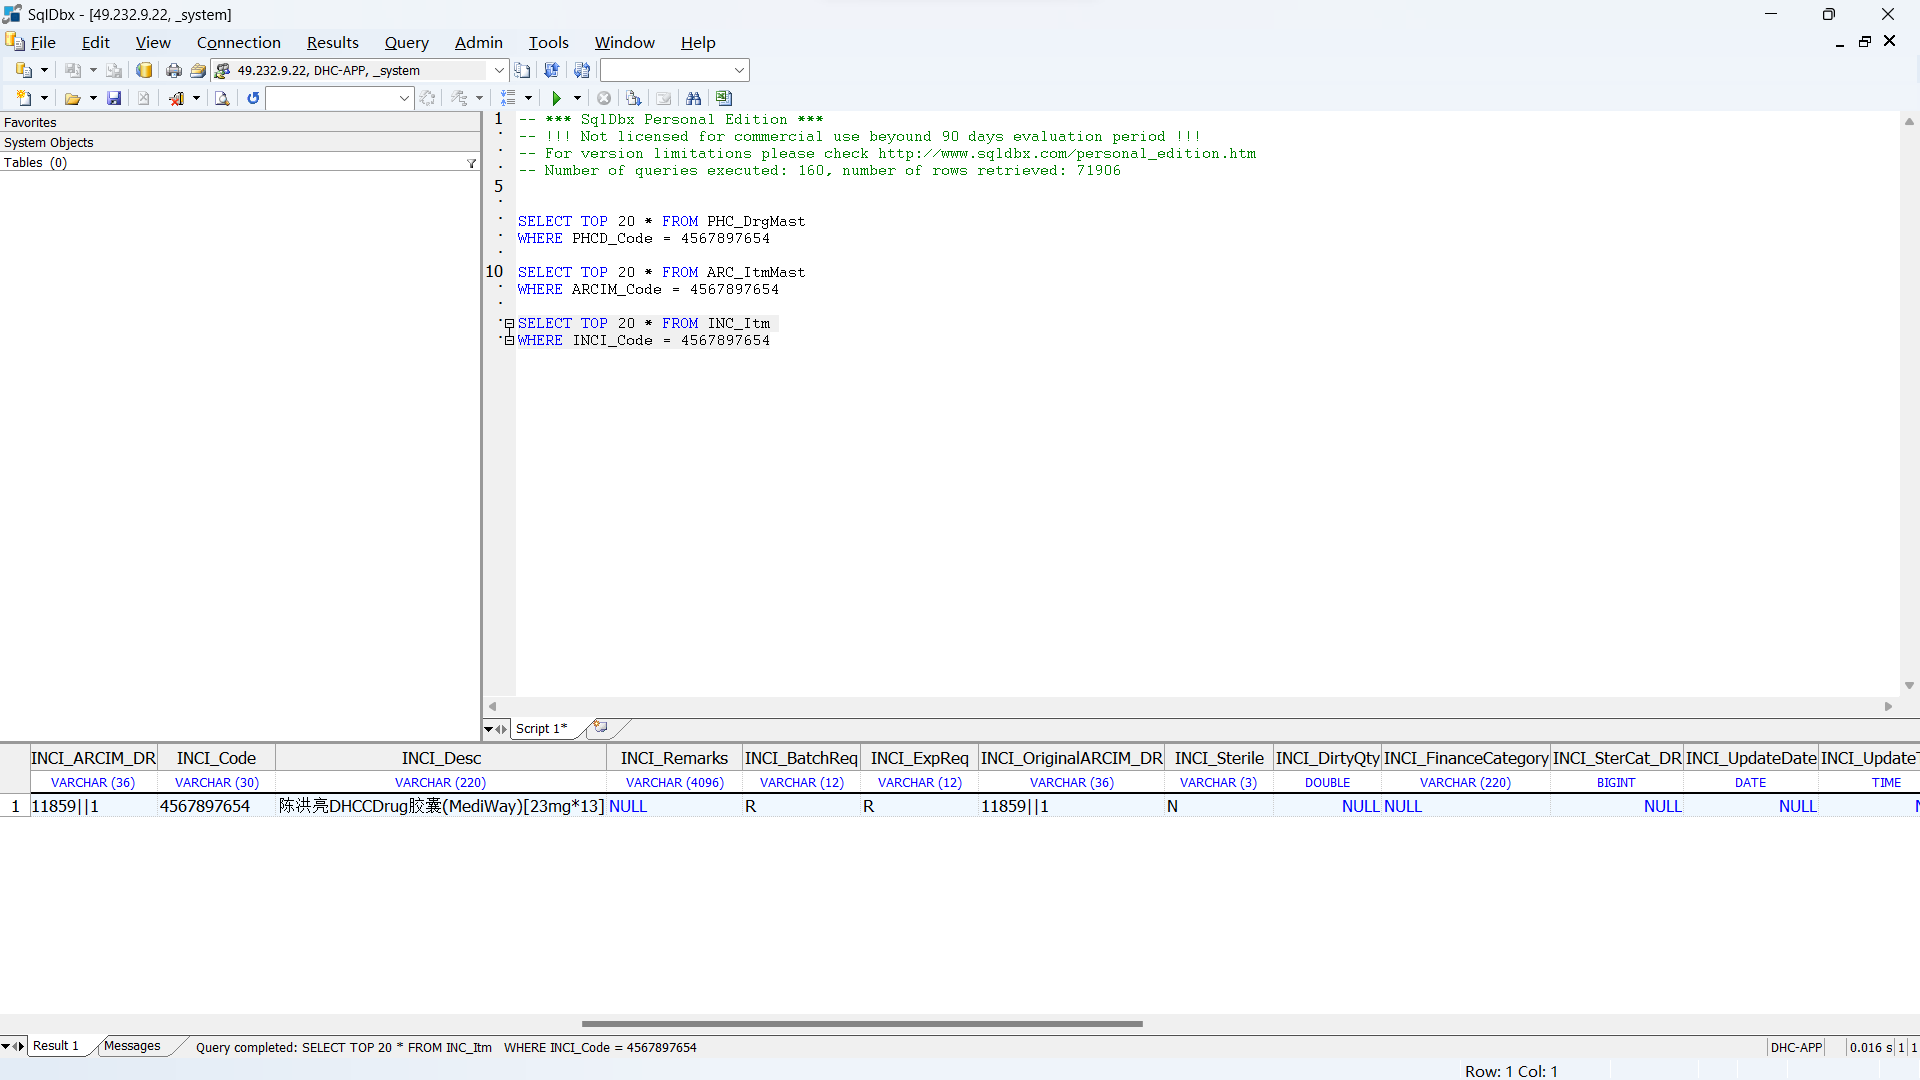 SqlDbx - [49.232.9.22, _system]
File Edit View Connection Results Query Admin Tools Window Help
49.232.9.22, DHC-APP, _system
Favorites
System Objects
Tables (0)
1 -- *** SqlDbx Personal Edition ***
-- !!! Not licensed for commercial use beyound 90 days evaluation period !!!
-- For version limitations please check http://www.sqldbx.com/personal_edition.htm
-- Number of queries executed: 160, number of rows retrieved: 71906
5
SELECT TOP 20 * FROM PHC_DrgMast
WHERE PHCD_Code = 4567897654
10 SELECT TOP 20 * FROM ARC_ItmMast
WHERE ARCIM_Code = 4567897654
SELECT TOP 20 * FROM INC_Itm
WHERE INCI_Code = 4567897654
Script 1*
INCI_ARCIM_DR INCI_Code INCI_Desc INCI_Remarks INCI_BatchReq INCI_ExpReq INCI_OriginalARCIM_DR INCI_Sterile INCI_DirtyQty INCI_FinanceCategory INCI_SterCat_DR INCI_UpdateDate INCI_Update
VARCHAR (36) VARCHAR (30) VARCHAR (220) VARCHAR (4096) VARCHAR (12) VARCHAR (12) VARCHAR (36) VARCHAR (3) DOUBLE VARCHAR (220) BIGINT DATE TIME
1 11859||1 4567897654 陈洪亮DHCCDrug胶囊(MediWay)[23mg*13] NULL R R 11859||1 N NULL NULL NULL NULL
Result 1 Messages Query completed: SELECT TOP 20 * FROM INC_Itm WHERE INCI_Code = 4567897654 DHC-APP 0.016 s 1 1
Row: 1 Col: 1